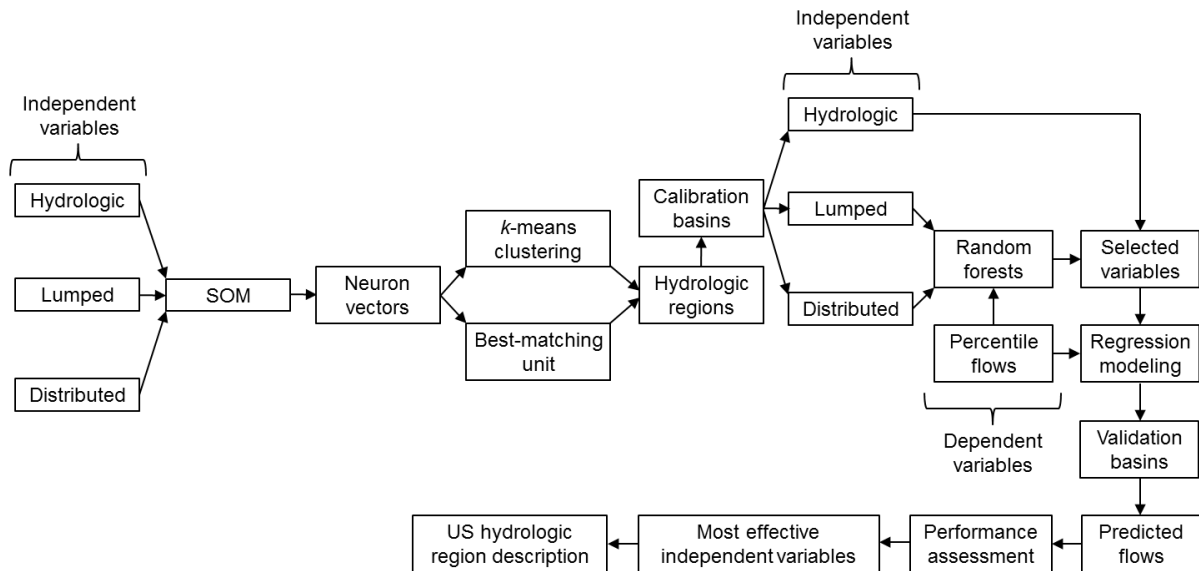 Independent
variables
Hydrologic
Lumped
Distributed
SOM
Neuron
vectors
k-means
clustering
Best-matching
unit
Hydrologic
regions
Calibration
basins
Independent
variables
Hydrologic
Lumped
Distributed
Random
forests
Percentile
flows
Dependent
variables
Selected
variables
Regression
modeling
Validation
basins
Predicted
flows
Performance
assessment
Most effective
independent variables
US hydrologic
region description